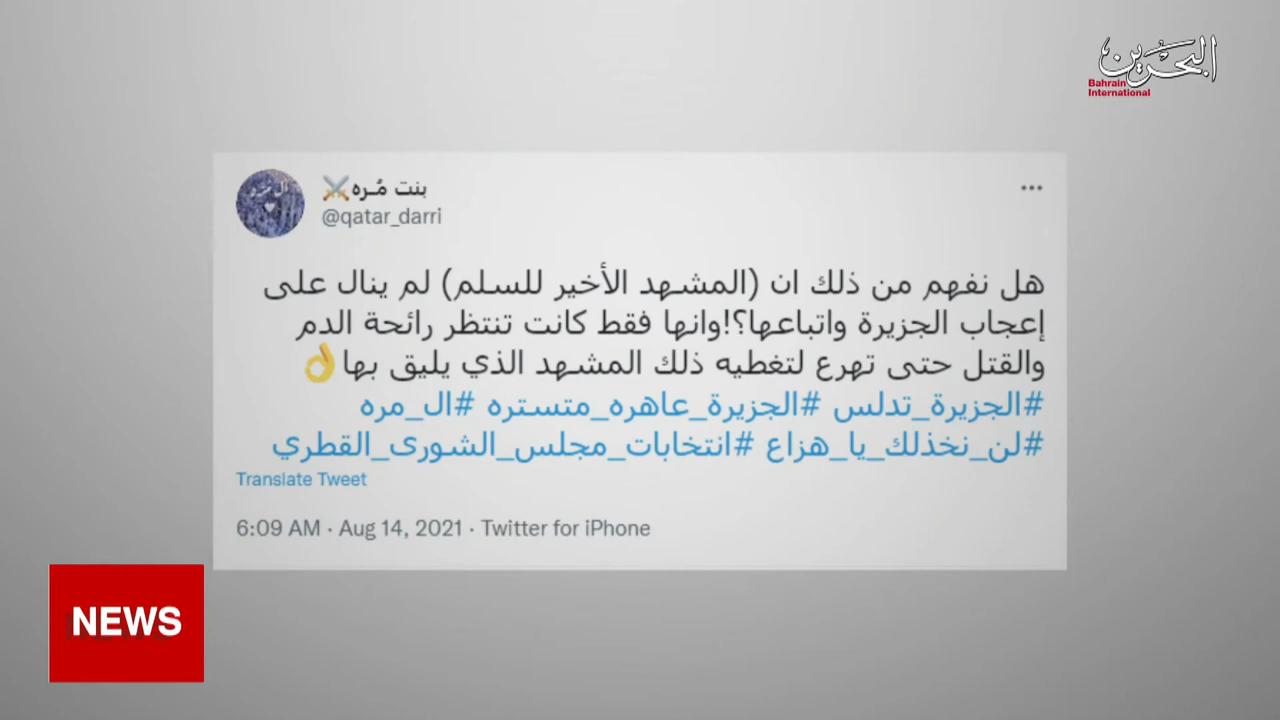 البحرين
Bahrain
International
بنت مُـره⚔️
@qatar_darri
هل نفهم من ذلك ان (المشهد الأخير للسلم) لم ينال على
إعجاب الجزيرة واتباعها؟!وانها فقط كانت تنتظر رائحة الدم
والقتل حتى تهرع لتغطيه ذلك المشهد الذي يليق بها👌
#الجزيرة_تدلس #الجزيرة_عاهره_متستره #ال_مره
#لن_نخذلك_يا_هزاع #انتخابات_مجلس_الشورى_القطري
Translate Tweet
6:09 AM · Aug 14, 2021 · Twitter for iPhone
NEWS